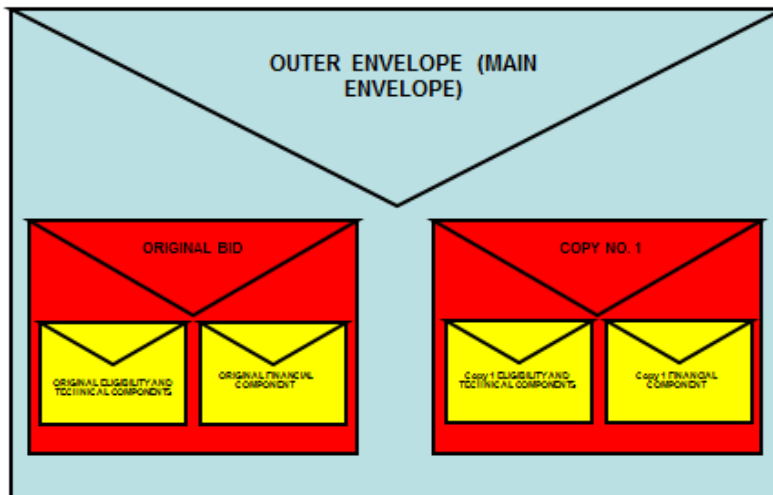 OUTER ENVELOPE (MAIN
ENVELOPE)
ORIGINAL BID
COPY NO. 1
ORIGINAL ELIGIBILITY AND
TECHNICAL COMPONENTS
ORIGINAL FINANCIAL
COMPONENT
Copy 1 ELIGIBILITY AND
TECHNICAL COMPONENTS
Copy 1 FINANCIAL
COMPONENT